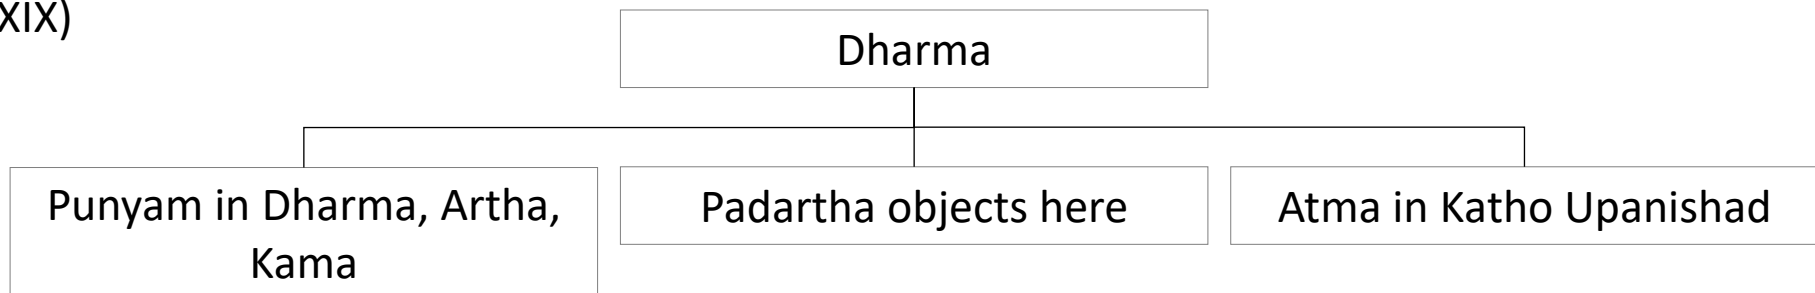 XIX)
Dharma
Punyam in Dharma, Artha,
Kama
Padartha objects here
Atma in Katho Upanishad